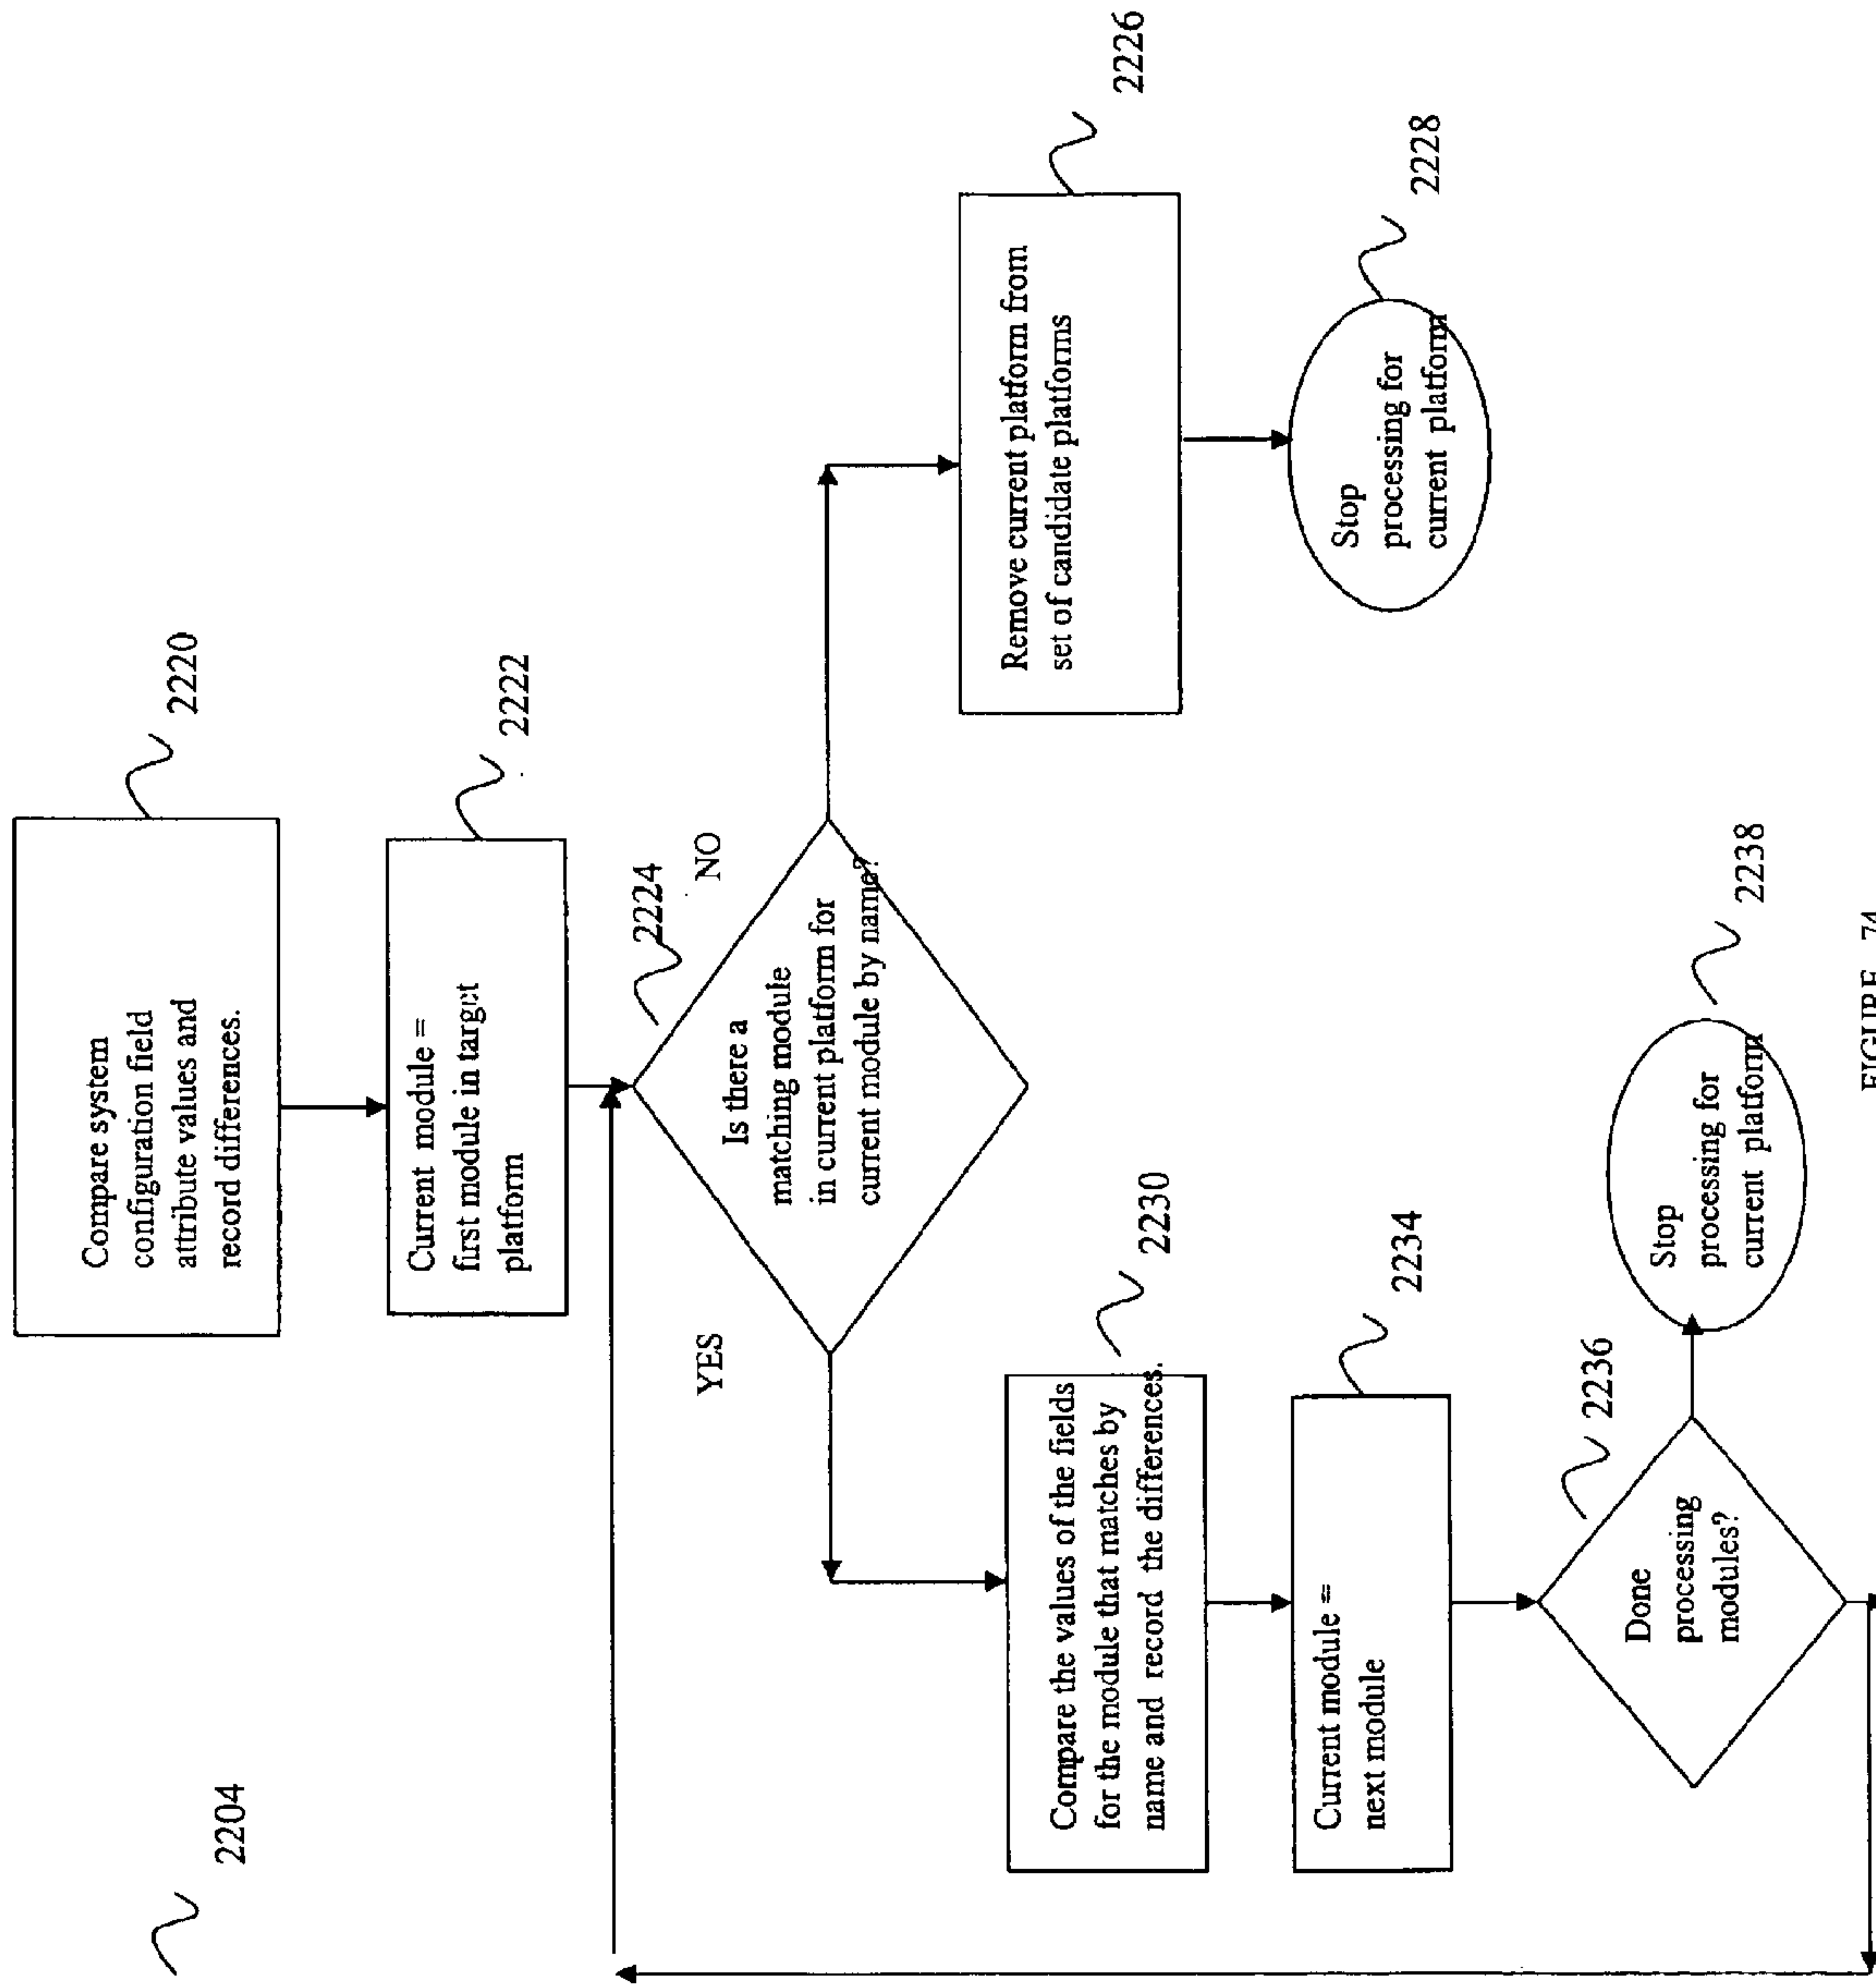 2204
Compare system
configuration field
attribute values and
record differences.
2220
Current module =
first module in target
platform
2222
2224
Is there a
matching module
in current platform for
current module by name?
YES
NO
Remove current platform from
set of candidate platforms
2226
Stop
processing for
current platform
2228
Compare the values of the fields
for the module that matches by
name and record the differences.
2230
Current module =
next module
2234
Done
processing
modules?
2236
Stop
processing for
current platform
2238
FIGURE 74